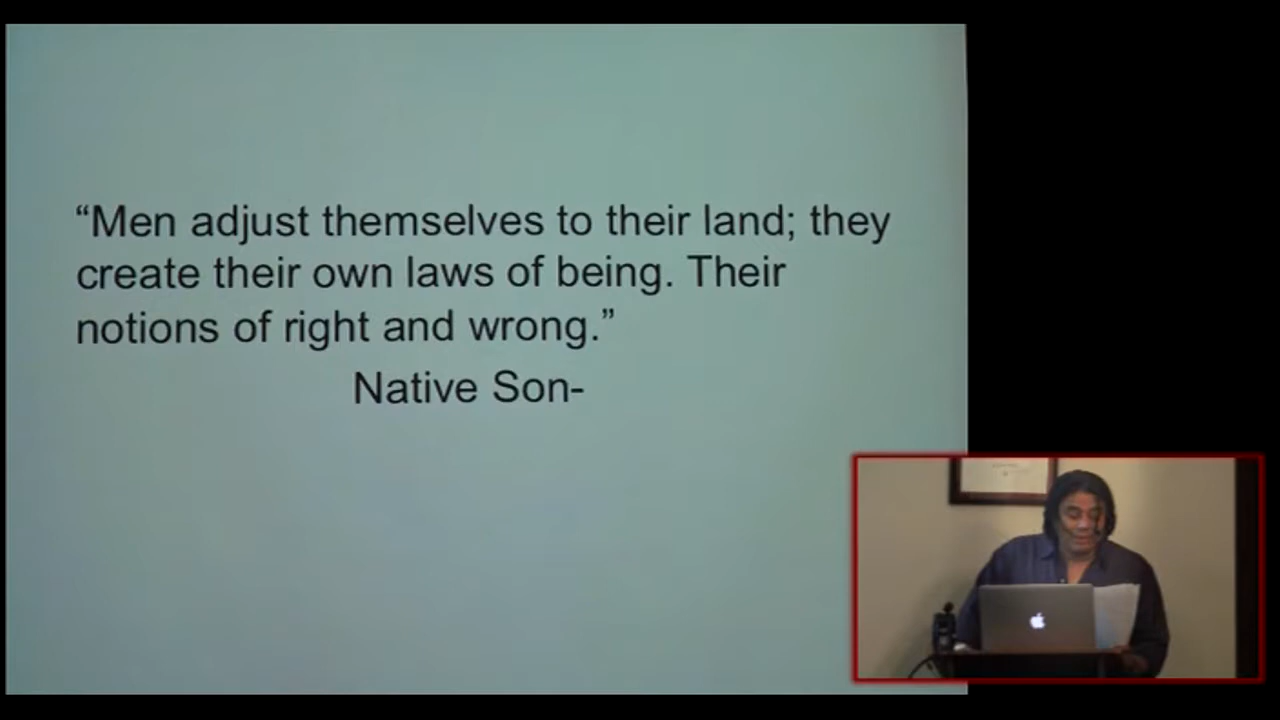 “Men adjust themselves to their land; they
create their own laws of being. Their
notions of right and wrong.”
Native Son-